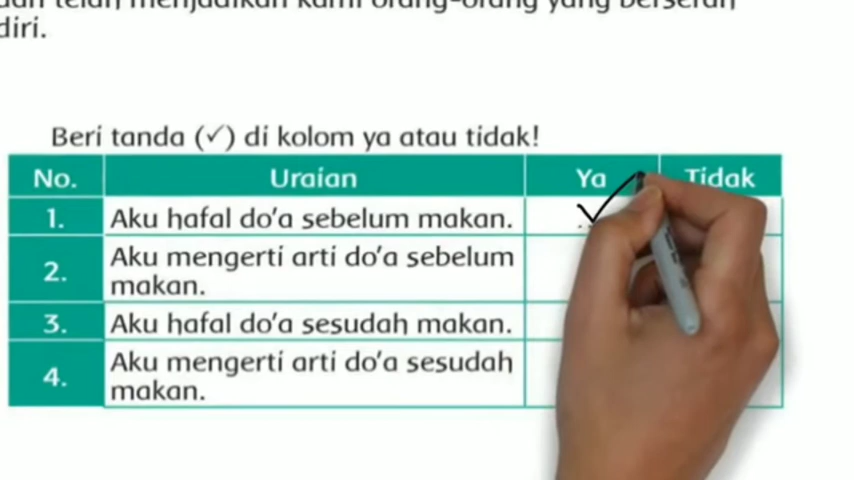 diri.
Beri tanda (✓) di kolom ya atau tidak!
No. Uraian Ya Tidak
1. Aku hafal do'a sebelum makan. ✓
2. Aku mengerti arti do'a sebelum
makan.
3. Aku hafal do'a sesudah makan.
4. Aku mengerti arti do'a sesudah
makan.